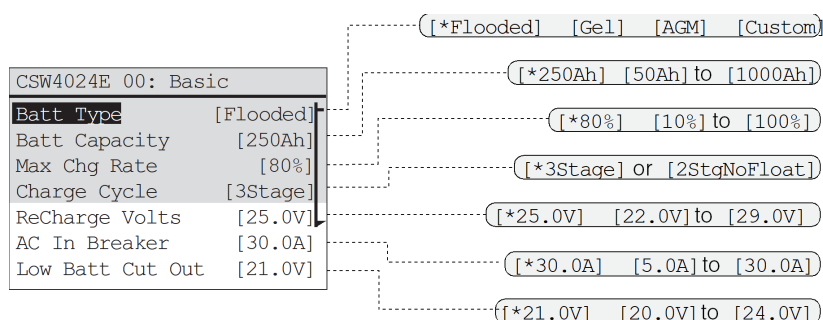 [*Flooded] [Gel] [AGM] [Custom]
CSW4024E 00: Basic
[*250Ah] [50Ah] to [1000Ah]
Batt Type [Flooded]
Batt Capacity [250Ah]
[*80%] [10%] to [100%]
Max Chg Rate [80%]
[*3Stage] or [2StgNoFloat]
Charge Cycle [3Stage]
ReCharge Volts [25.0V]
[*25.0V] [22.0V] to [29.0V]
AC In Breaker [30.0A]
[*30.0A] [5.0A] to [30.0A]
Low Batt Cut Out [21.0V]
[*21.0V] [20.0V] to [24.0V]